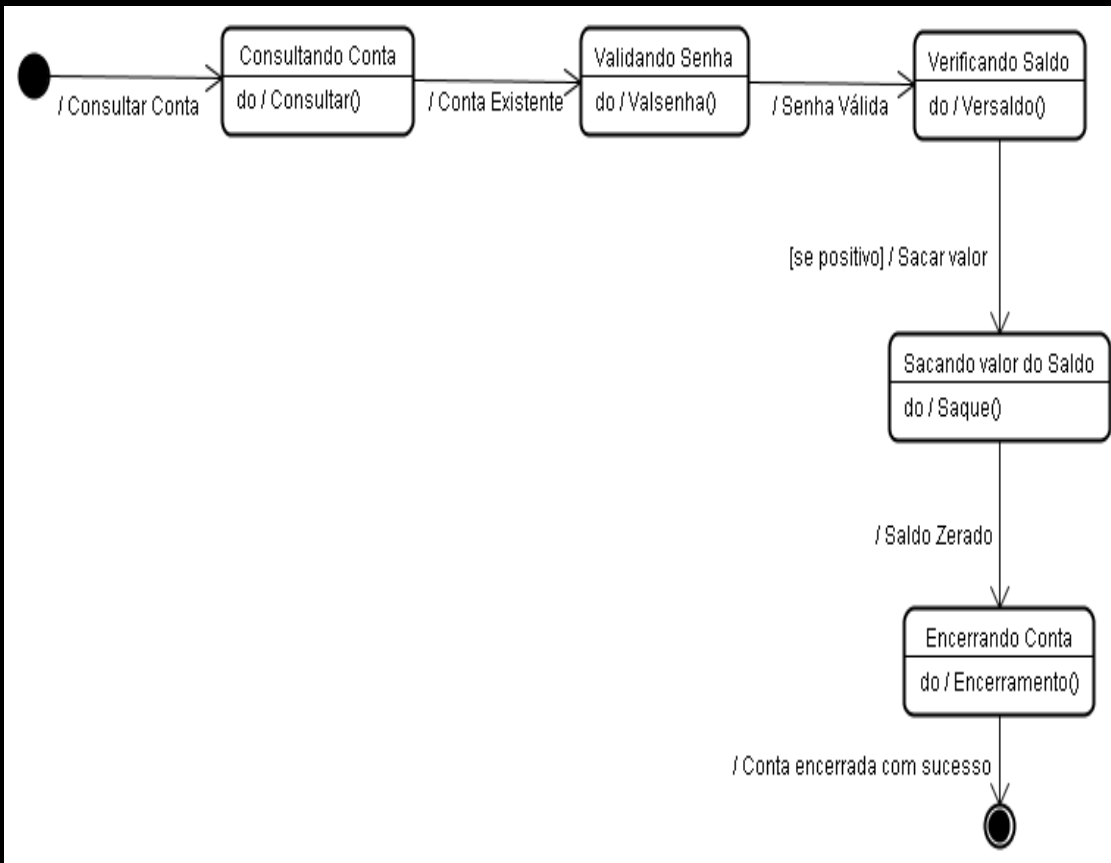 Consultando Conta
do / Consultar()
/ Consultar Conta
/ Conta Existente
Validando Senha
do / Valsenha()
/ Senha Válida
Verificando Saldo
do / Versaldo()
[se positivo] / Sacar valor
Sacando valor do Saldo
do / Saque()
/ Saldo Zerado
Encerrando Conta
do / Encerramento()
/ Conta encerrada com sucesso